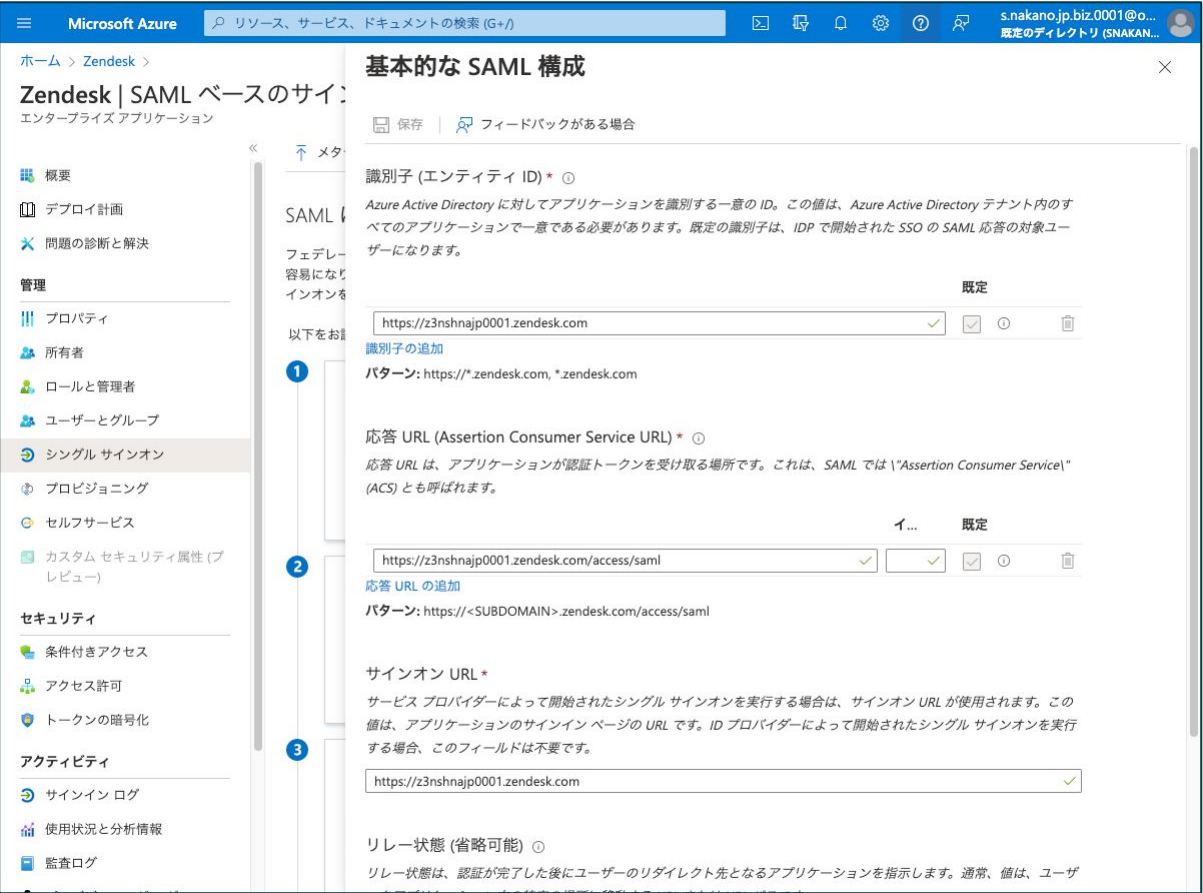 Microsoft Azure
リソース、サービス、ドキュメントの検索 (G+/)
s.nakano.jp.biz.0001@o...
既定のディレクトリ (SNAKAN...
ホーム > Zendesk >
Zendesk | SAML ベースのサイン
エンタープライズ アプリケーション
«
概要
デプロイ計画
問題の診断と解決
管理
プロパティ
所有者
ロールと管理者
ユーザーとグループ
シングル サインオン
プロビジョニング
セルフサービス
カスタム セキュリティ属性 (プ
レビュー)
セキュリティ
条件付きアクセス
アクセス許可
トークンの暗号化
アクティビティ
サインイン ログ
使用状況と分析情報
監査ログ
メタ
SAML
フェデレー
容易になり
インオンを
以下をお
1
2
3
基本的な SAML 構成
保存
フィードバックがある場合
識別子 (エンティティ ID) *
Azure Active Directory に対してアプリケーションを識別する一意の ID。この値は、Azure Active Directory テナント内のす
べてのアプリケーションで一意である必要があります。既定の識別子は、IDP で開始された SSO の SAML 応答の対象ユー
ザーになります。
既定
https://z3nshnajp0001.zendesk.com
識別子の追加
パターン: https://*.zendesk.com, *.zendesk.com
応答 URL (Assertion Consumer Service URL) *
応答 URL は、アプリケーションが認証トークンを受け取る場所です。これは、SAML では \"Assertion Consumer Service\"
(ACS) とも呼ばれます。
イ... 既定
https://z3nshnajp0001.zendesk.com/access/saml
応答 URL の追加
パターン: https://<SUBDOMAIN>.zendesk.com/access/saml
サインオン URL *
サービス プロバイダーによって開始されたシングル サインオンを実行する場合は、サインオン URL が使用されます。この
値は、アプリケーションのサインイン ページの URL です。ID プロバイダーによって開始されたシングル サインオンを実行
する場合、このフィールドは不要です。
https://z3nshnajp0001.zendesk.com
リレー状態 (省略可能)
リレー状態は、認証が完了した後にユーザーのリダイレクト先となるアプリケーションを指示します。通常、値は、ユーザ